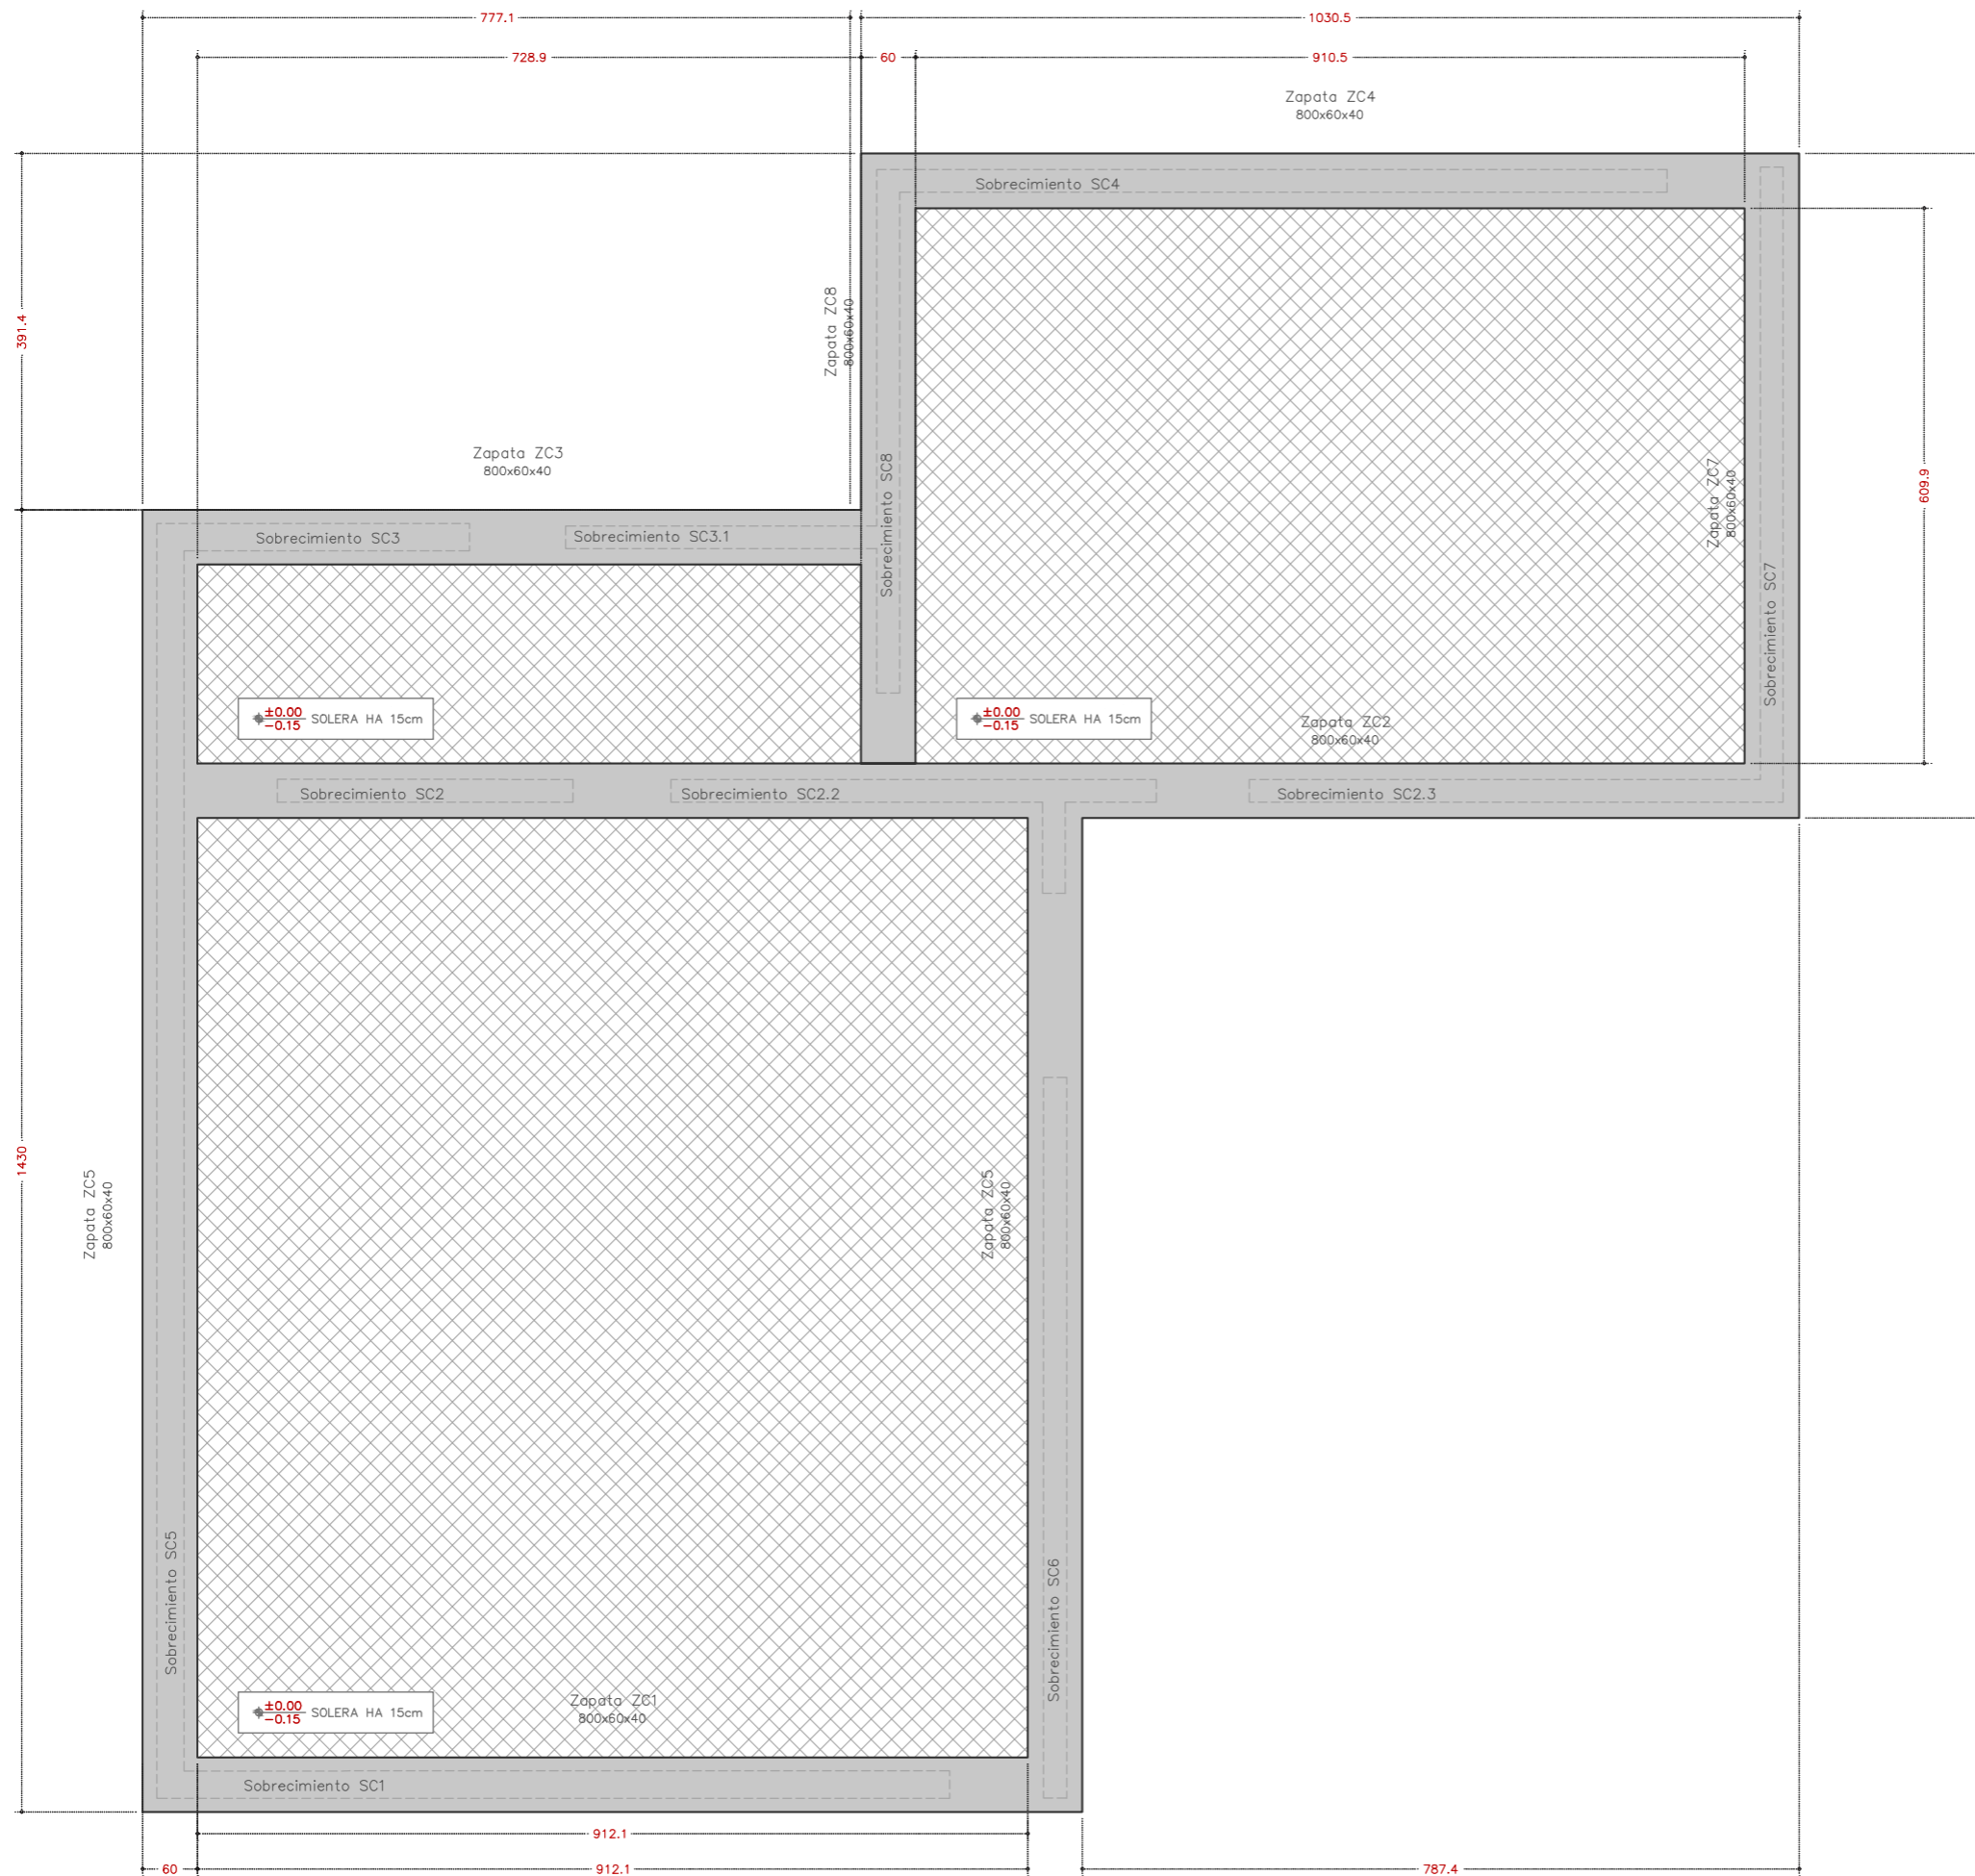 777.1
1030.5
728.9
60
910.5
Zapata ZC4
800x60x40
Sobrecimiento SC4
391.4
Zapata ZC8
800x60x40
Zapata ZC3
800x60x40
Sobrecimiento SC8
Zapata ZC7
800x60x40
609.9
Sobrecimiento SC3
Sobrecimiento SC3.1
Sobrecimiento SC7
±0.00
-0.15
SOLERA HA 15cm
±0.00
-0.15
SOLERA HA 15cm
Zapata ZC2
800x60x40
Sobrecimiento SC2
Sobrecimiento SC2.2
Sobrecimiento SC2.3
1430
Zapata ZC5
800x60x40
Zapata ZC5
800x60x40
Sobrecimiento SC5
Sobrecimiento SC6
±0.00
-0.15
SOLERA HA 15cm
Zapata ZC1
800x60x40
Sobrecimiento SC1
912.1
60
912.1
787.4